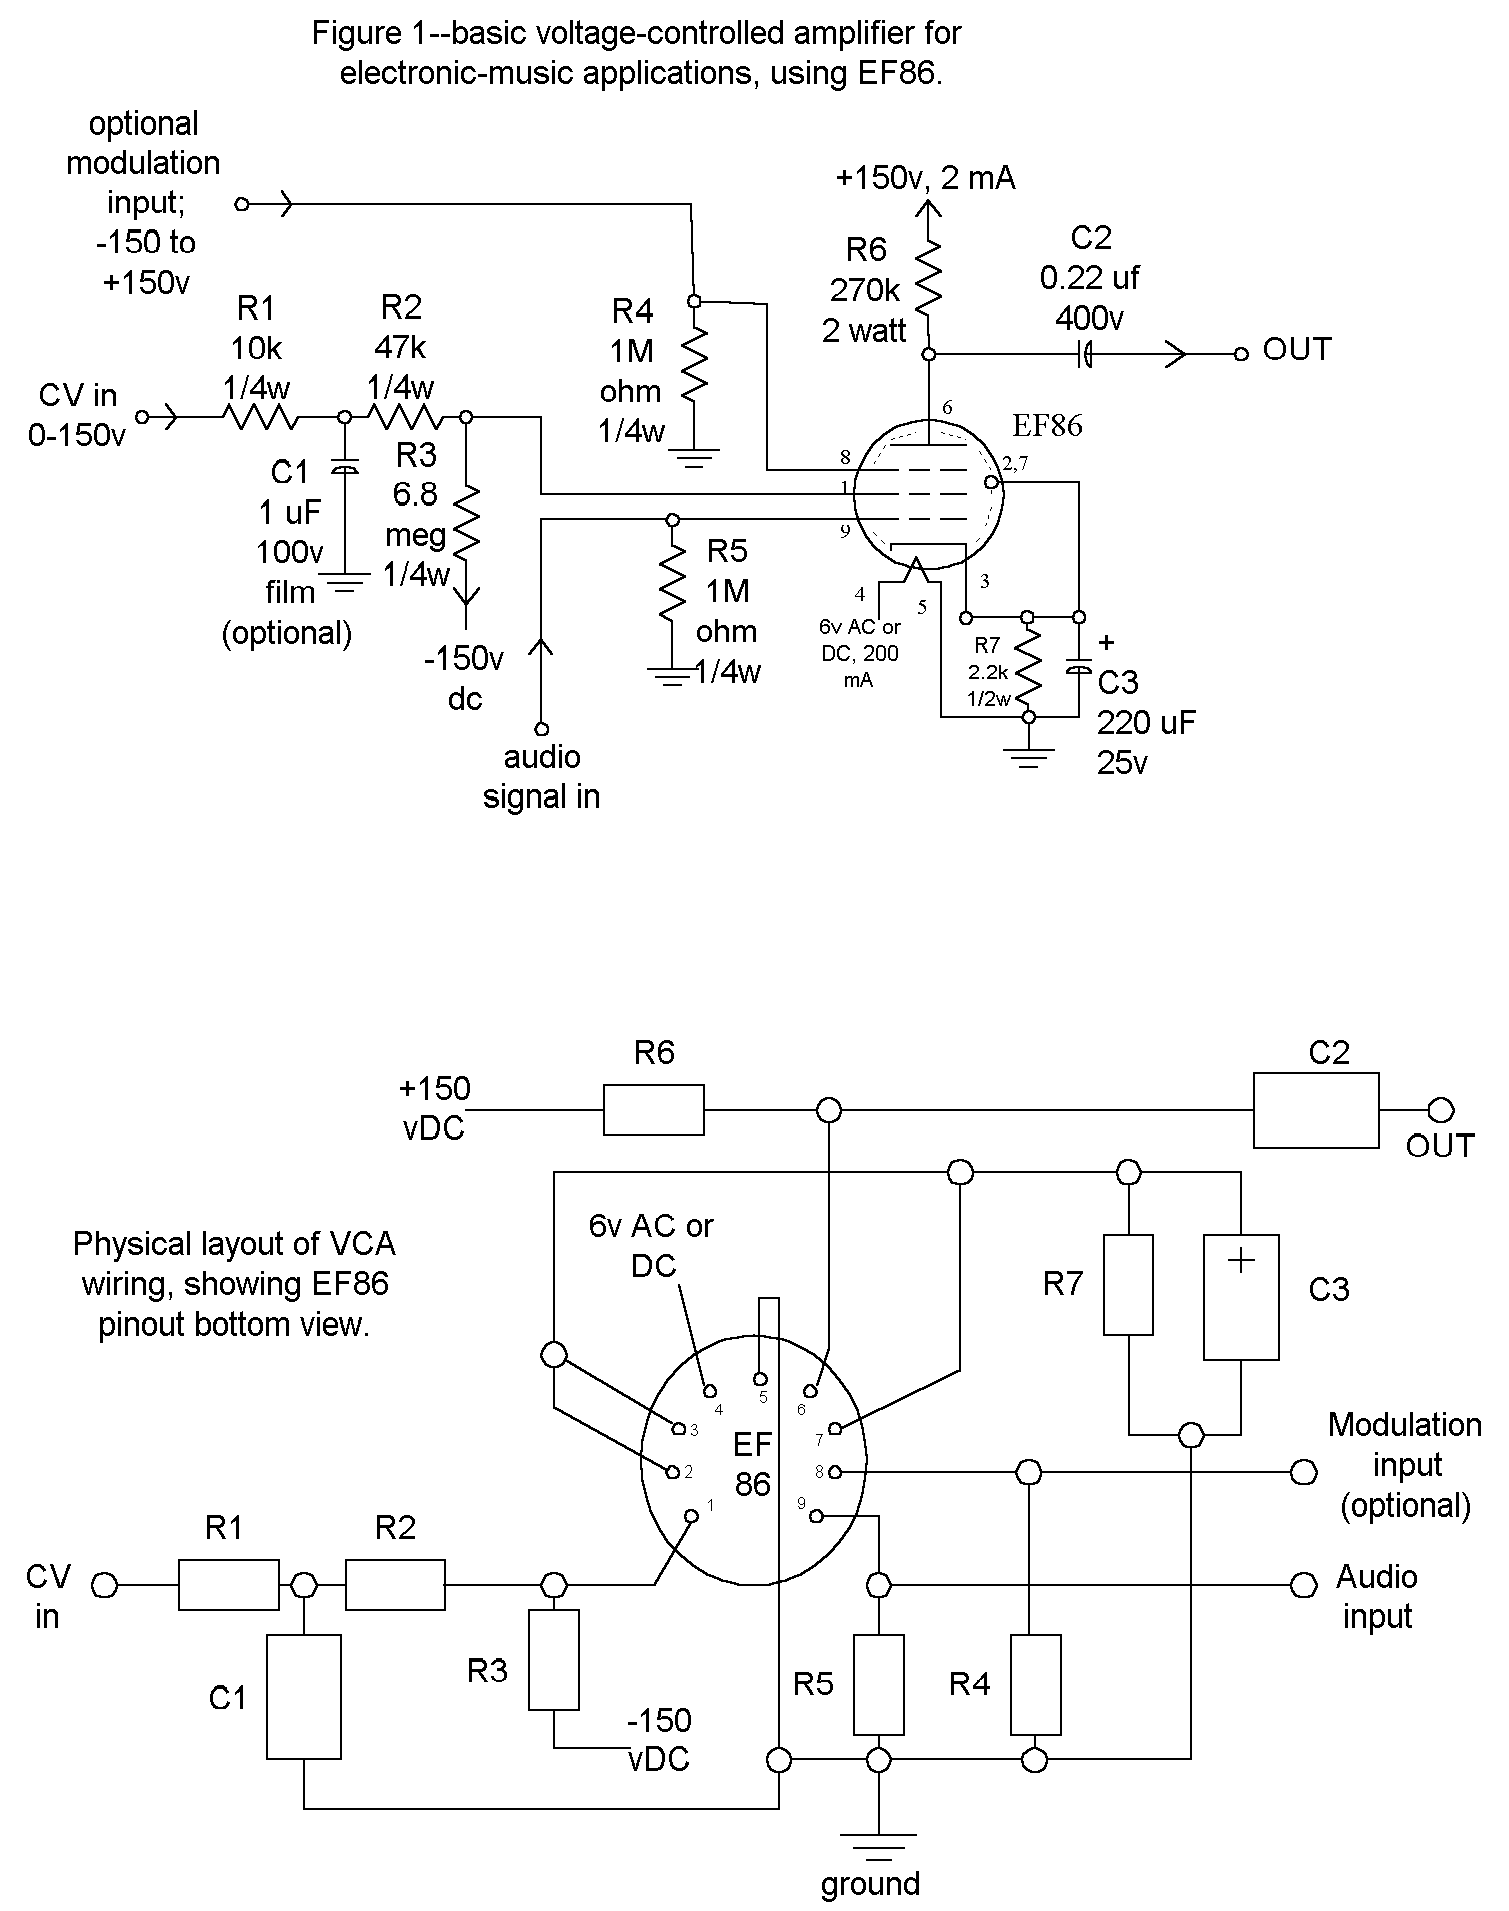 Figure 1--basic voltage-controlled amplifier for
electronic-music applications, using EF86.
optional
modulation
input;
-150 to
+150v
+150v, 2 mA
R6
270k
2 watt
C2
0.22 uf
400v
OUT
R1
10k
1/4w
R2
47k
1/4w
R4
1M
ohm
1/4w
CV in
0-150v
C1
1 uF
100v
film
(optional)
R3
6.8
meg
1/4w
-150v
dc
R5
1M
ohm
1/4w
audio
signal in
EF86
6
8
1
9
2,7
3
4
5
6v AC or
DC, 200
mA
R7
2.2k
1/2w
+
C3
220 uF
25v
R6
+150
vDC
C2
OUT
Physical layout of VCA
wiring, showing EF86
pinout bottom view.
6v AC or
DC
R7
+
C3
5
4
6
3
7
EF
86
2
8
1
9
Modulation
input
(optional)
R1
R2
CV
in
Audio
input
C1
R3
-150
vDC
R5
R4
ground